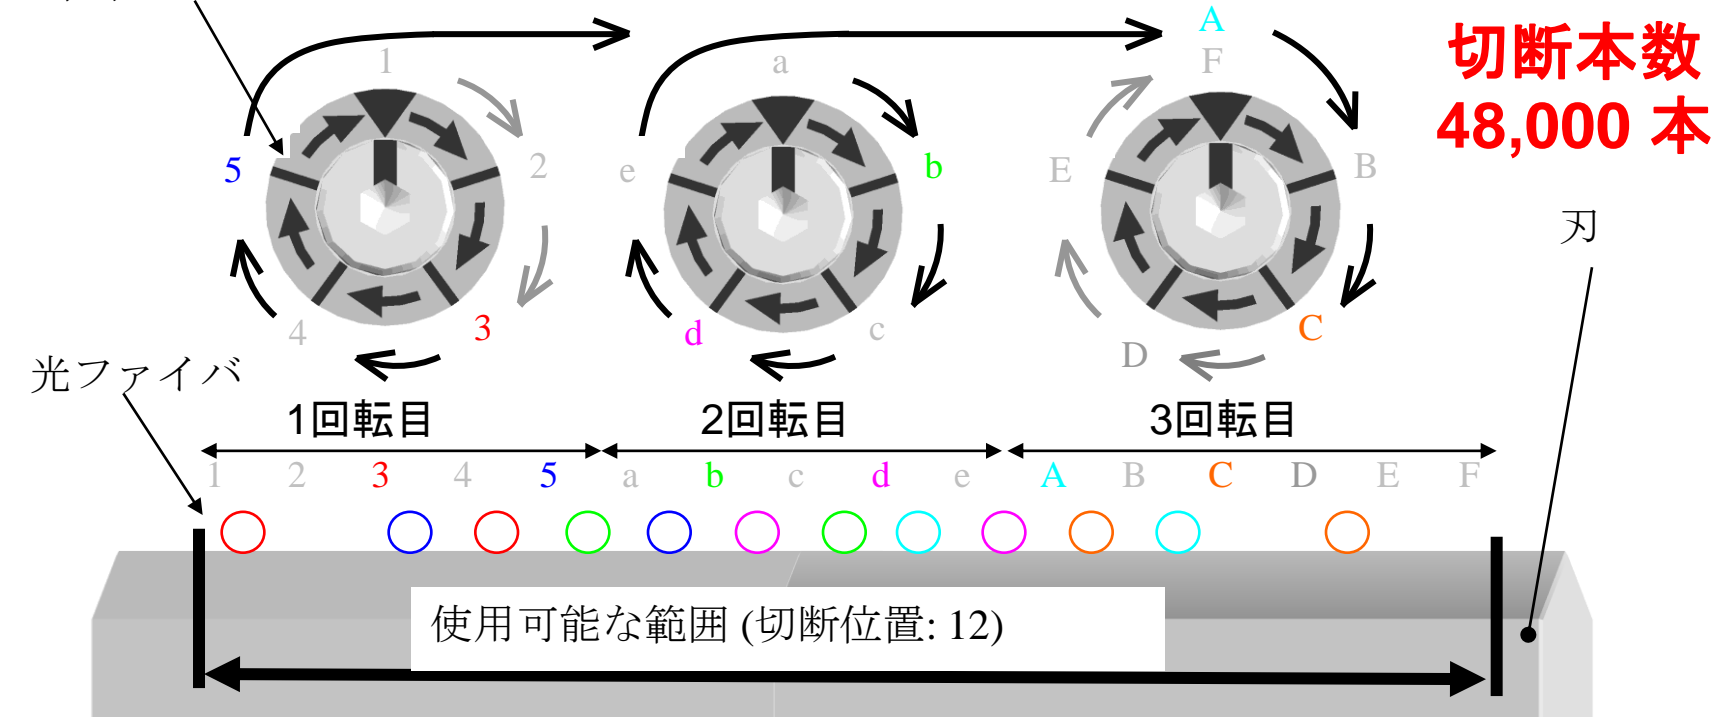 切断本数
48,000 本
A
1 a F
5 2 e b E B
刃
4 3 d c D C
光ファイバ
1回転目 2回転目 3回転目
1 2 3 4 5 a b c d e A B C D E F
使用可能な範囲 (切断位置: 12)